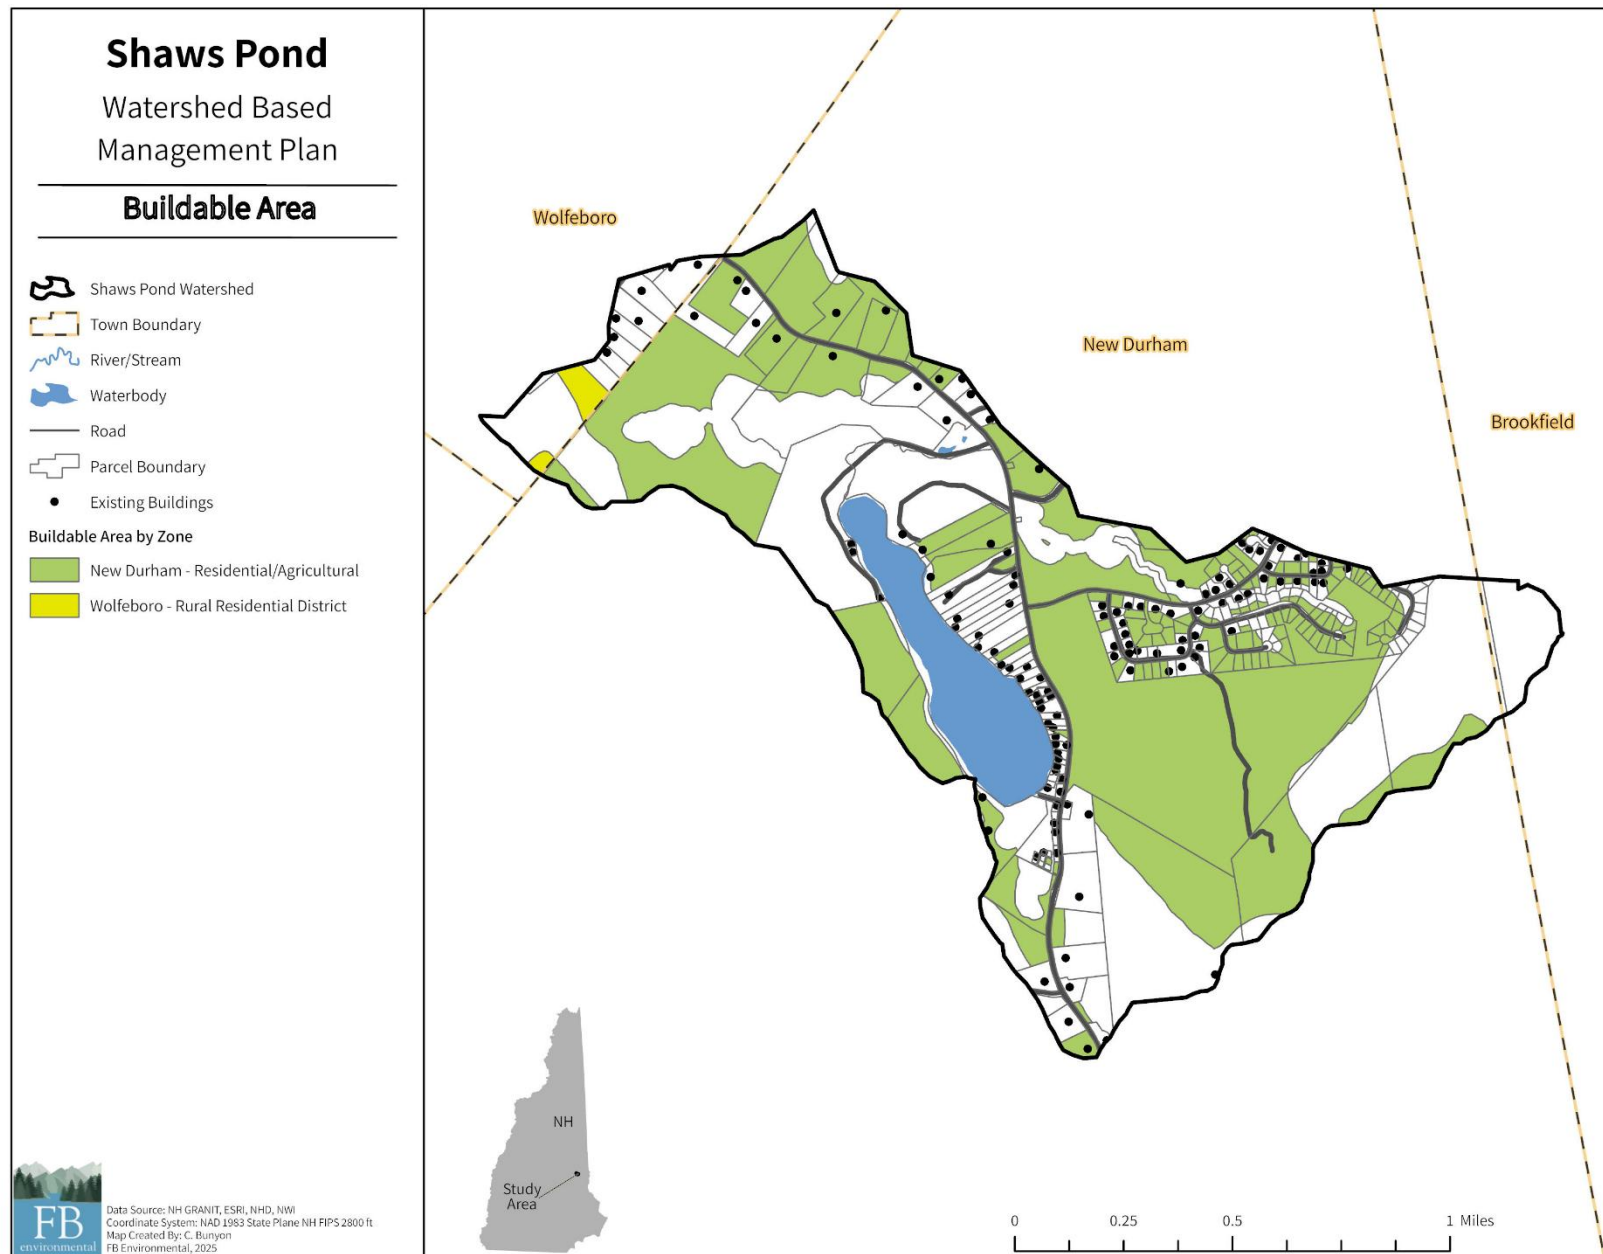 Shaws Pond
Watershed Based
Management Plan
Buildable Area
Shaws Pond Watershed
Town Boundary
River/Stream
Waterbody
Road
Parcel Boundary
Existing Buildings
Buildable Area by Zone
New Durham - Residential/Agricultural
Wolfeboro - Rural Residential District
Wolfeboro
New Durham
Brookfield
NH
Study
Area
0 0.25 0.5 1 Miles
FB
environmental
Data Source: NH GRANIT, ESRI, NHD, NWI
Coordinate System: NAD 1983 State Plane NH FIPS 2800 ft
Map Created By: C. Bunyon
FB Environmental, 2025